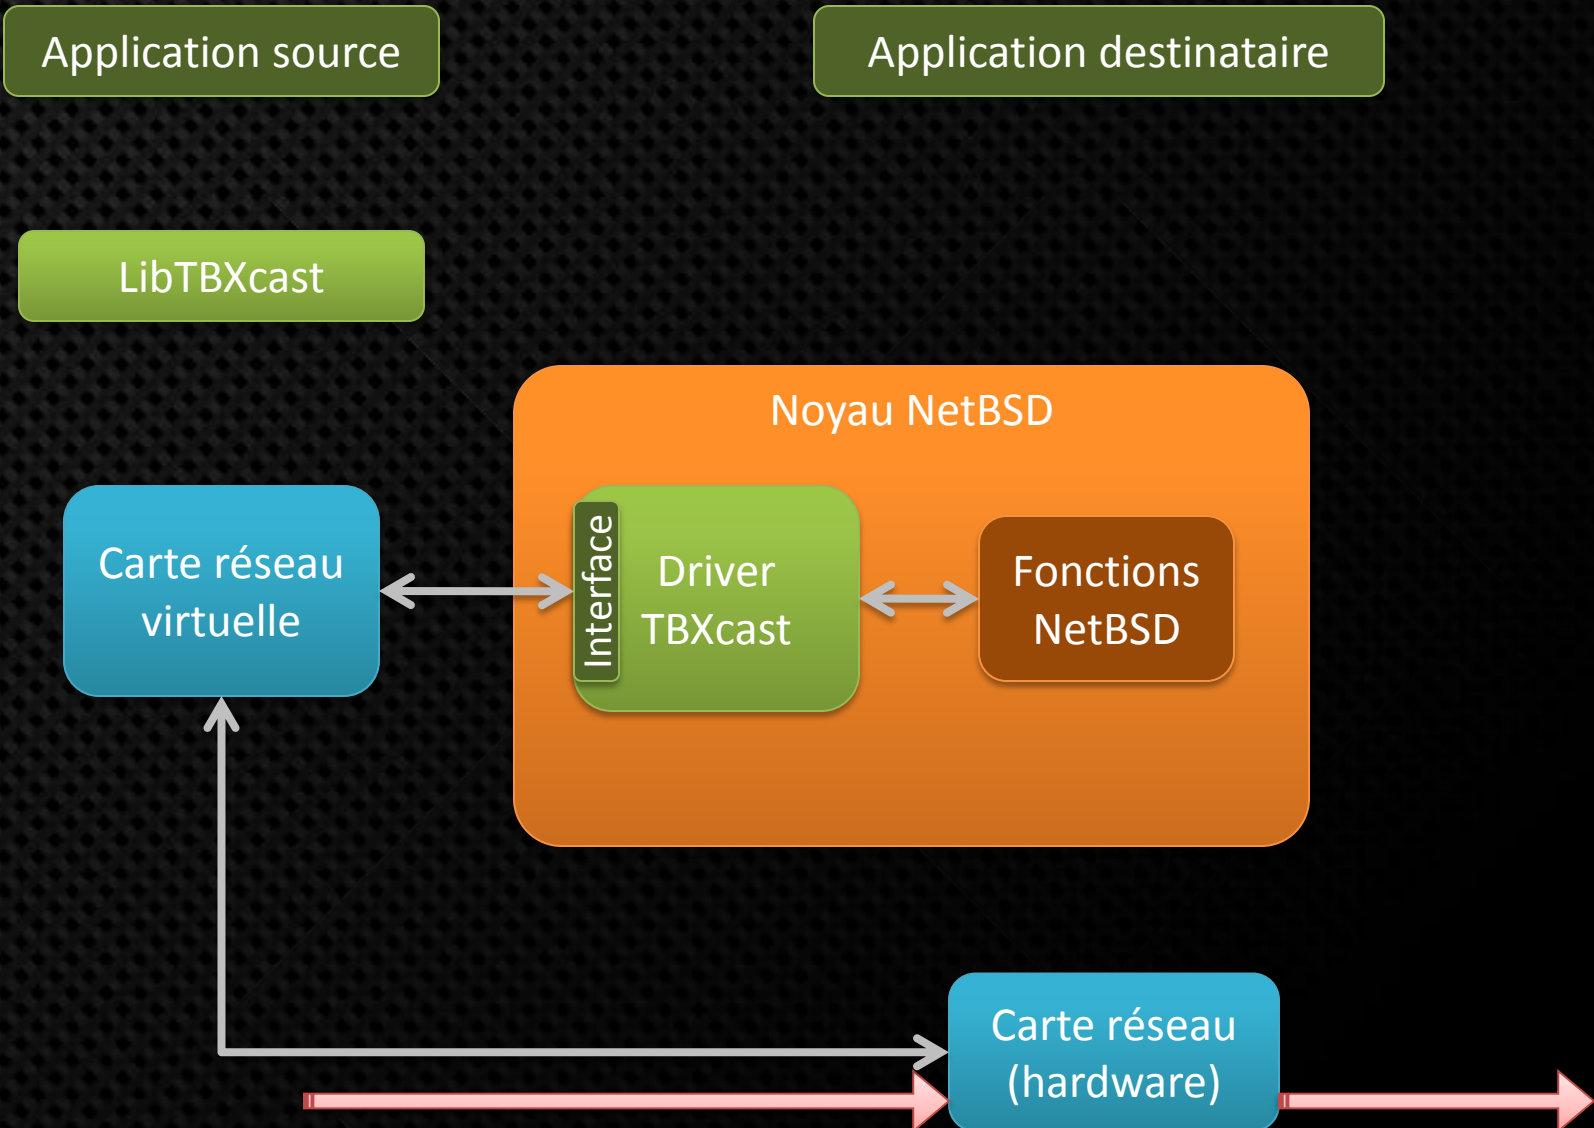 Application source
Application destinataire
LibTBXcast
Noyau NetBSD
Carte réseau
virtuelle
Interface
Driver
TBXcast
Fonctions
NetBSD
Carte réseau
(hardware)